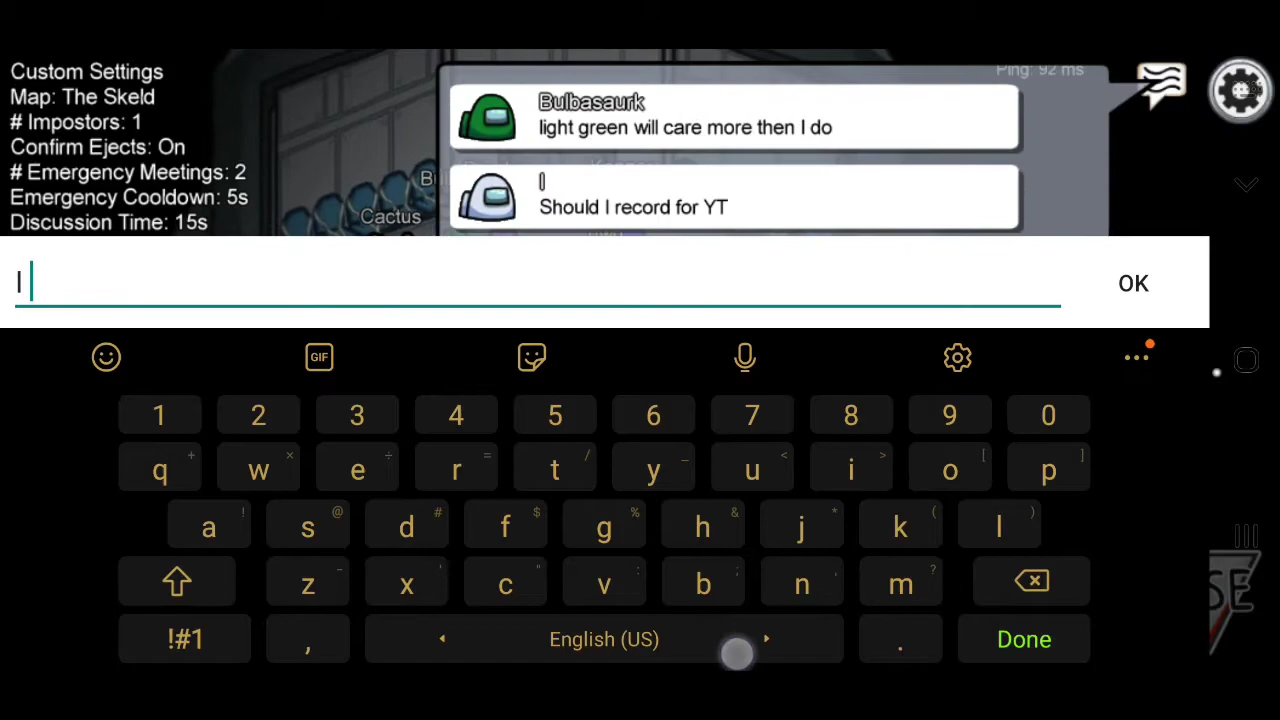 Custom Settings
Map: The Skeld
# Impostors: 1
Confirm Ejects: On
# Emergency Meetings: 2
Emergency Cooldown: 5s
Discussion Time: 15s
Ping: 92 ms
Bulbasaurk
light green will care more then I do
I
Should I record for YT
Cactus
I
OK
GIF
1 2 3 4 5 6 7 8 9 0
q + w × e ÷ r = t / y _ u < i > o [ p ]
a ! s @ d # f $ g % h & j * k ( l )
z - x ' c " v : b ; n , m ?
!#1 , English (US) . Done